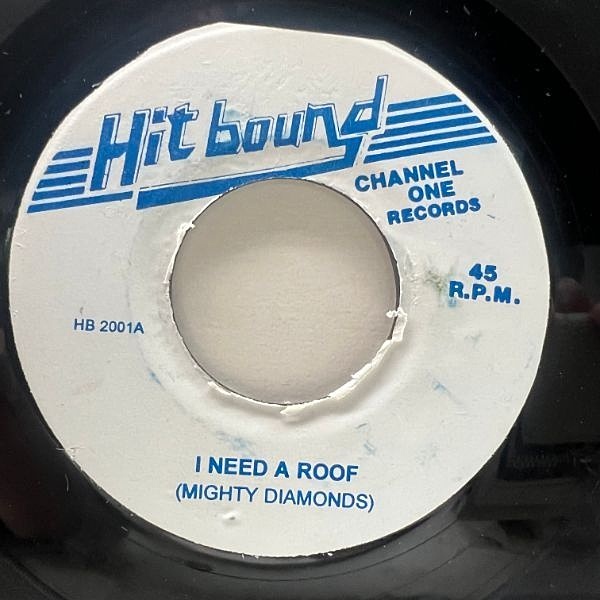 Hit bound
CHANNEL
ONE
RECORDS
45
R.P.M.
HB 2001A
I NEED A ROOF
(MIGHTY DIAMONDS)